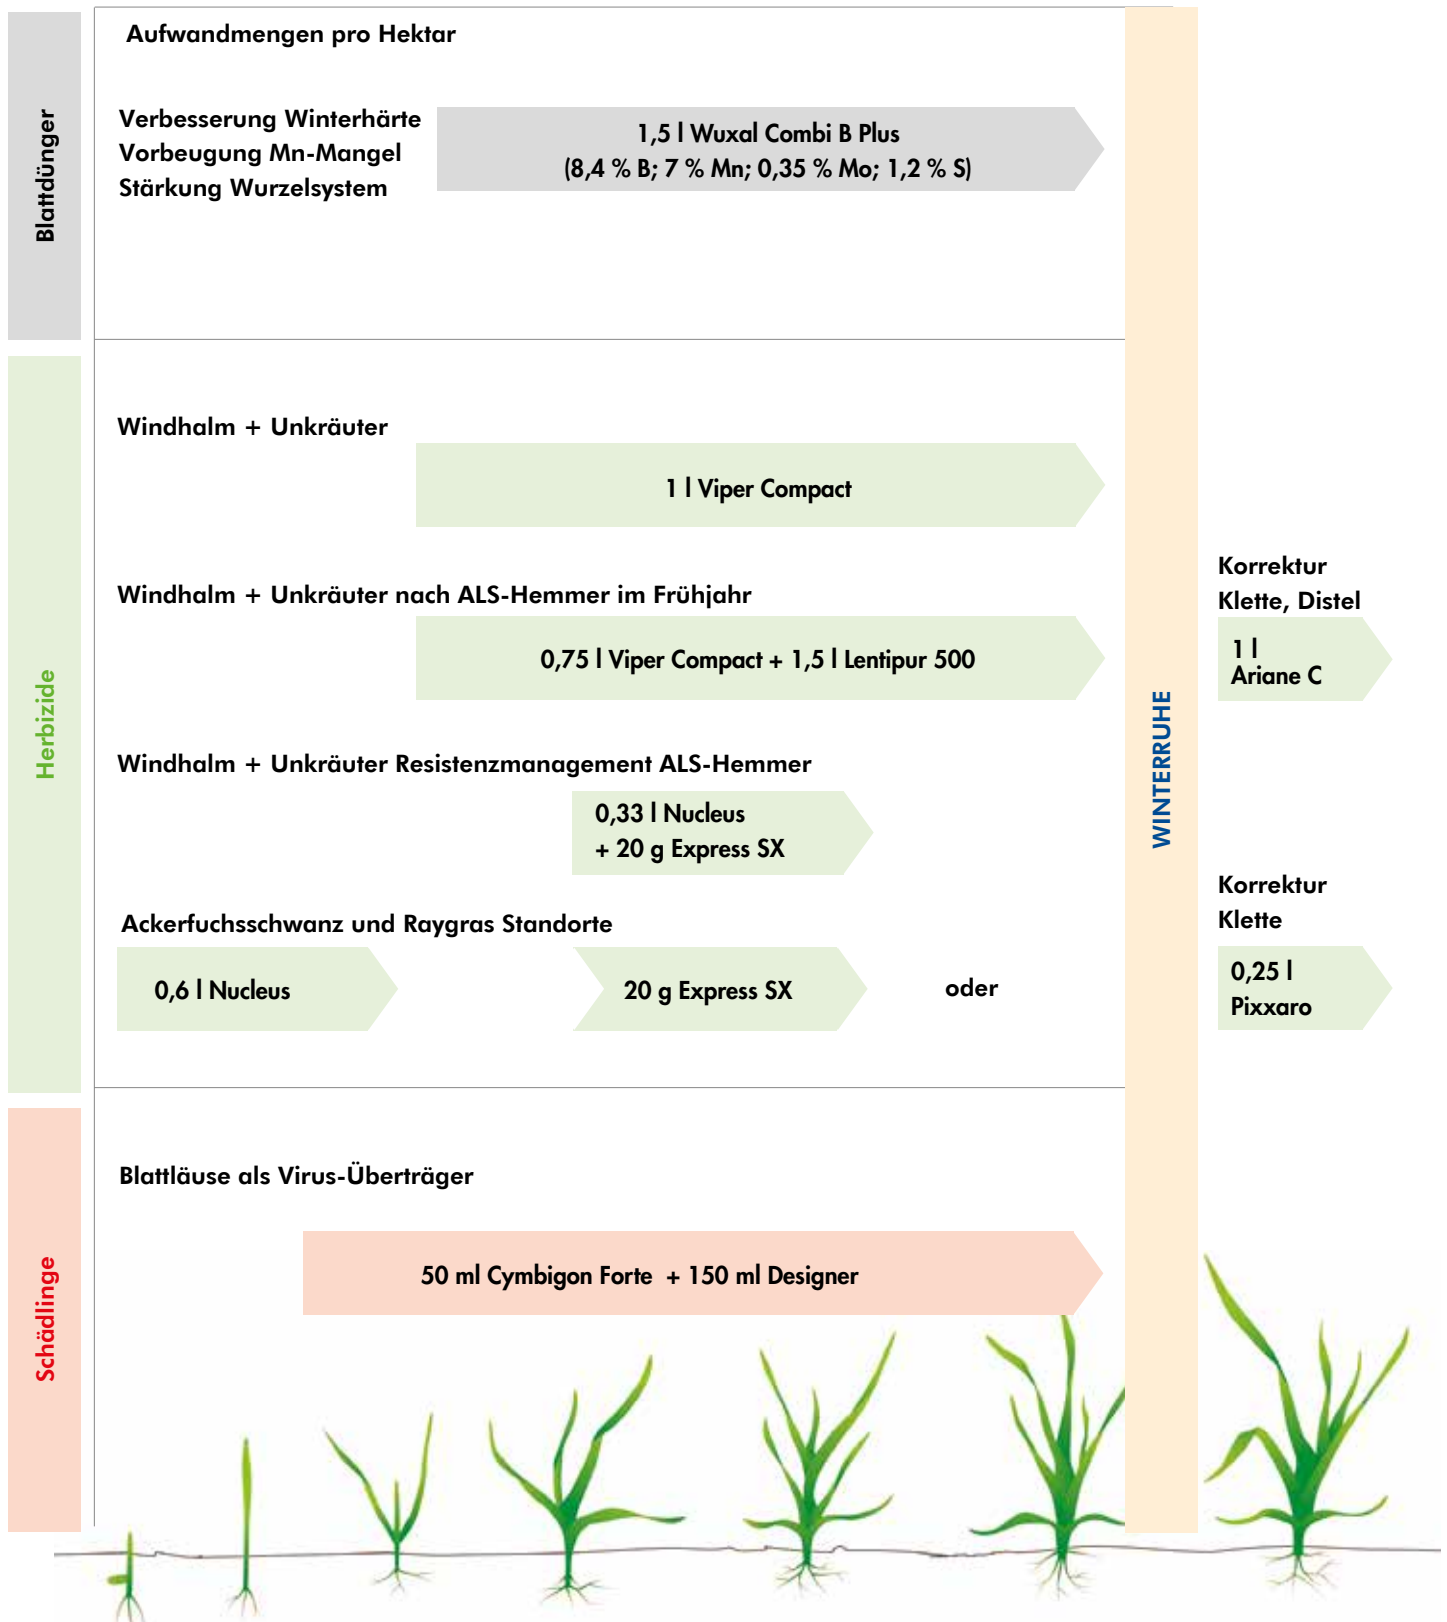 Aufwandmengen pro Hektar
Blattdünger
Verbesserung Winterhärte
Vorbeugung Mn-Mangel
Stärkung Wurzelsystem
1,5 l Wuxal Combi B Plus
(8,4 % B; 7 % Mn; 0,35 % Mo; 1,2 % S)
Herbizide
Windhalm + Unkräuter
1 l Viper Compact
Windhalm + Unkräuter nach ALS-Hemmer im Frühjahr
0,75 l Viper Compact + 1,5 l Lentipur 500
Windhalm + Unkräuter Resistenzmanagement ALS-Hemmer
0,33 l Nucleus
+ 20 g Express SX
Ackerfuchsschwanz und Raygras Standorte
0,6 l Nucleus
20 g Express SX
oder
WINTERRUHE
Korrektur
Klette, Distel
1 l
Ariane C
Korrektur
Klette
0,25 l
Pixxaro
Schädlinge
Blattläuse als Virus-Überträger
50 ml Cymbigon Forte + 150 ml Designer